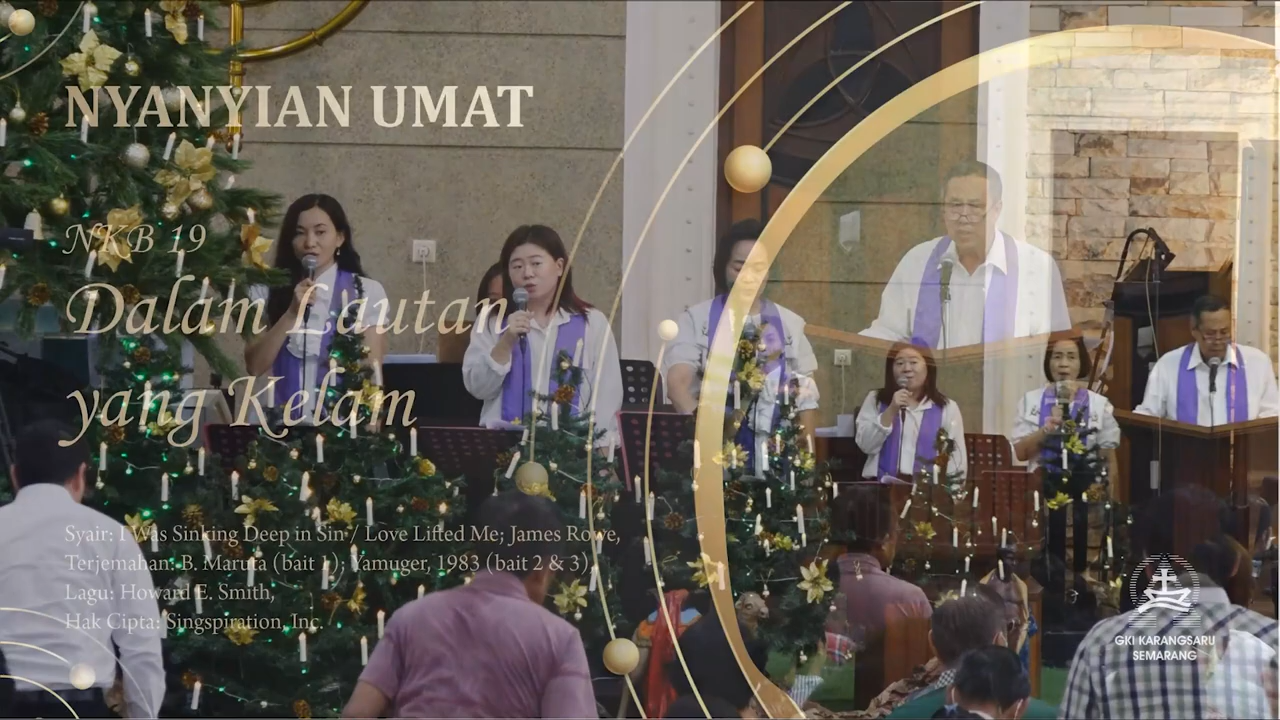 NYANYIAN UMAT
NKB 19
Dalam Lautan
yang Kelam
Syair: I Was Sinking Deep in Sin / Love Lifted Me; James Rowe,
Terjemahan: B. Maruta (bait 1); Yamuger, 1983 (bait 2 & 3),
Lagu: Howard E. Smith,
Hak Cipta: Singspiration, Inc.
GKI KARANGSARU
SEMARANG